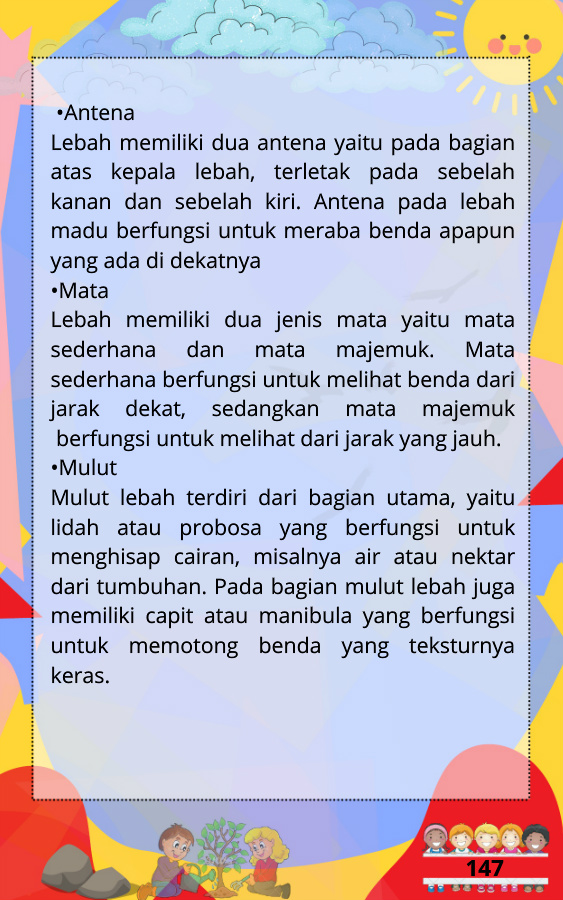 •Antena
Lebah memiliki dua antena yaitu pada bagian
atas kepala lebah, terletak pada sebelah
kanan dan sebelah kiri. Antena pada lebah
madu berfungsi untuk meraba benda apapun
yang ada di dekatnya
•Mata
Lebah memiliki dua jenis mata yaitu mata
sederhana dan mata majemuk. Mata
sederhana berfungsi untuk melihat benda dari
jarak dekat, sedangkan mata majemuk
berfungsi untuk melihat dari jarak yang jauh.
•Mulut
Mulut lebah terdiri dari bagian utama, yaitu
lidah atau probosa yang berfungsi untuk
menghisap cairan, misalnya air atau nektar
dari tumbuhan. Pada bagian mulut lebah juga
memiliki capit atau manibula yang berfungsi
untuk memotong benda yang teksturnya
keras.
147